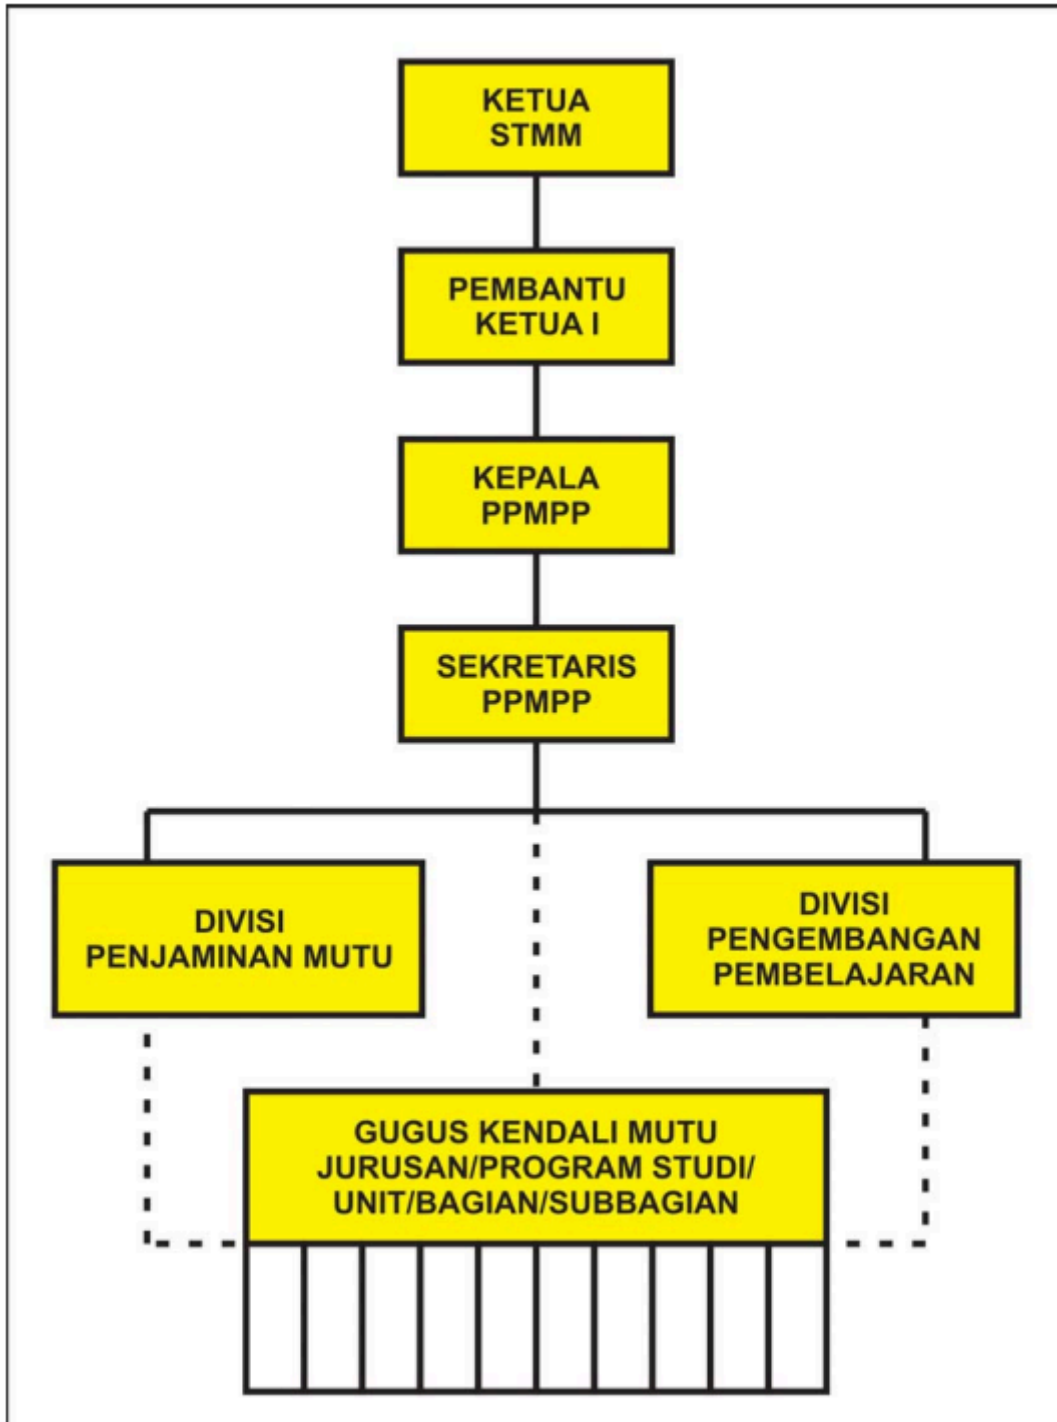 KETUA
STMM
PEMBANTU
KETUA I
KEPALA
PPMPP
SEKRETARIS
PPMPP
DIVISI
PENJAMINAN MUTU
DIVISI
PENGEMBANGAN
PEMBELAJARAN
GUGUS KENDALI MUTU
JURUSAN/PROGRAM STUDI/
UNIT/BAGIAN/SUBBAGIAN